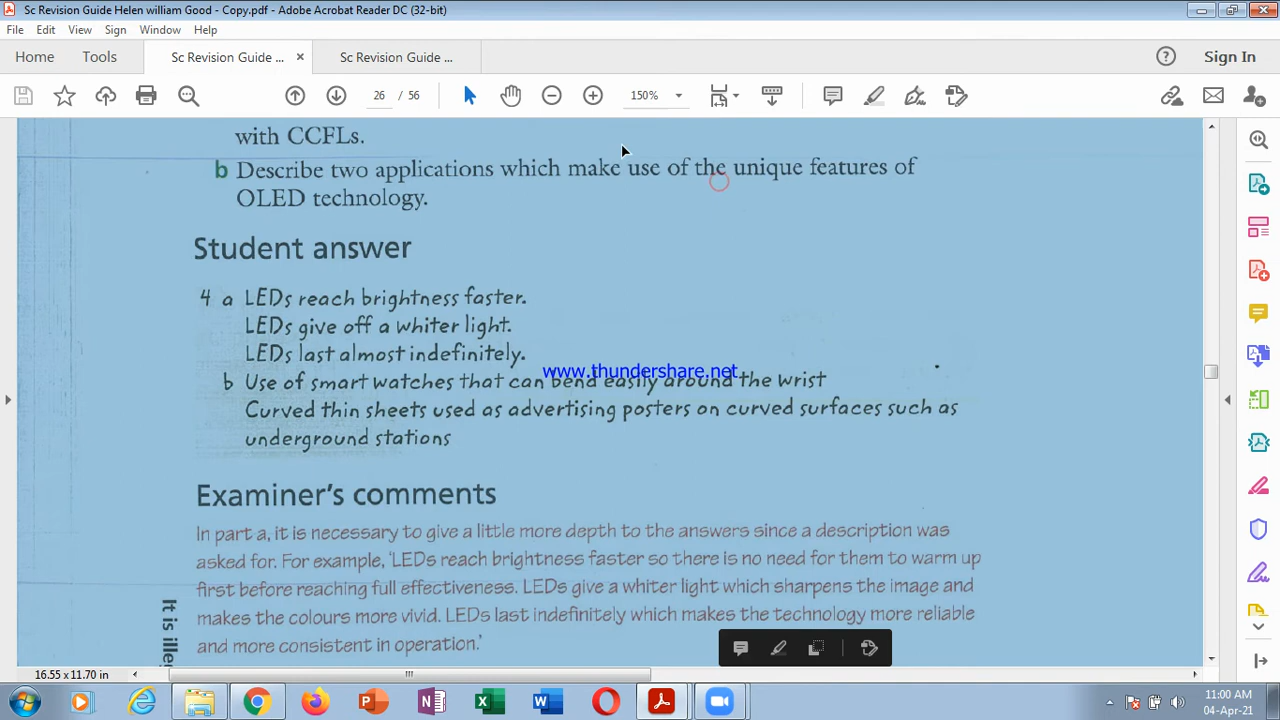 Sc Revision Guide Helen william Good - Copy.pdf - Adobe Acrobat Reader DC (32-bit)
File Edit View Sign Window Help
Home Tools Sc Revision Guide ... × Sc Revision Guide ... Sign In
26 / 56 150%
with CCFLs.
b Describe two applications which make use of the unique features of
OLED technology.
Student answer
4 a LEDs reach brightness faster.
LEDs give off a whiter light.
LEDs last almost indefinitely.
www.thundershare.net
b Use of smart watches that can bend easily around the wrist
Curved thin sheets used as advertising posters on curved surfaces such as
underground stations
Examiner's comments
In part a, it is necessary to give a little more depth to the answers since a description was
asked for. For example, 'LEDs reach brightness faster so there is no need for them to warm up
first before reaching full effectiveness. LEDs give a whiter light which sharpens the image and
makes the colours more vivid. LEDs last indefinitely which makes the technology more reliable
and more consistent in operation.'
It is illeg
16.55 x 11.70 in
11:00 AM
04-Apr-21